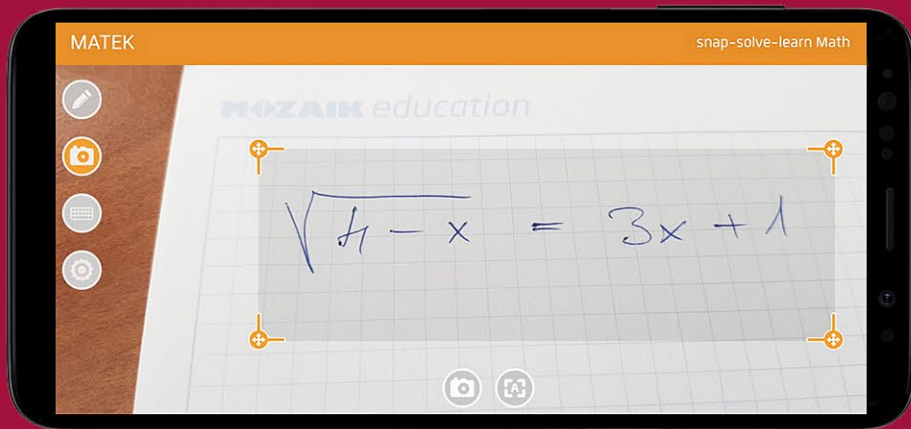 MATEK
snap-solve-learn Math
MOZAIK education
√4-x = 3x + 1